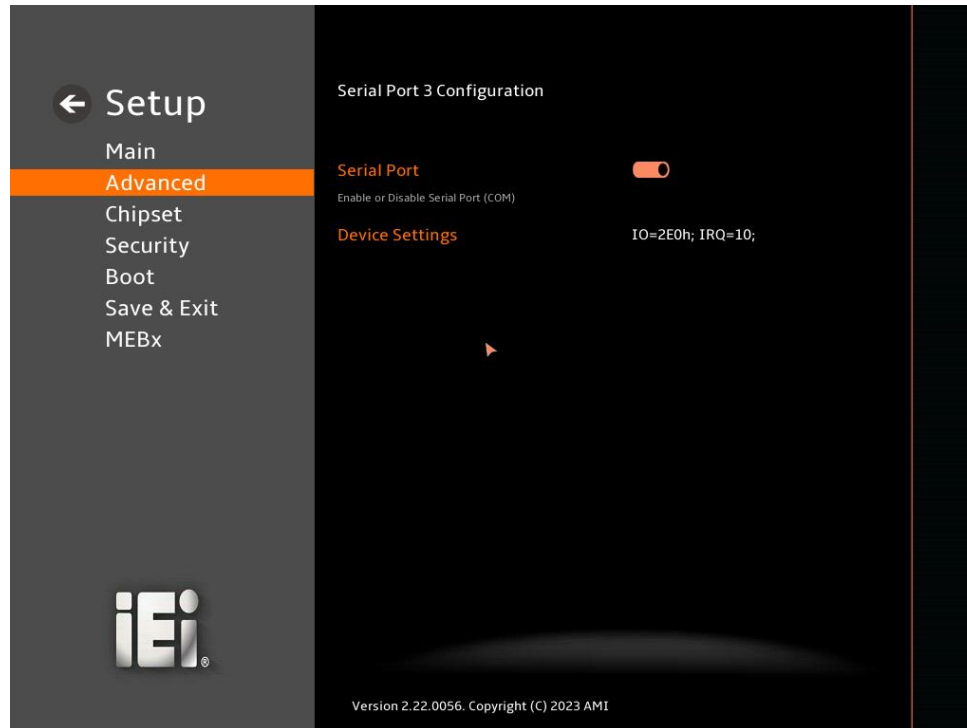 Setup
Main
Advanced
Chipset
Security
Boot
Save & Exit
MEBx
iEi®
Serial Port 3 Configuration
Serial Port
Enable or Disable Serial Port (COM)
Device Settings IO=2E0h; IRQ=10;
Version 2.22.0056. Copyright (C) 2023 AMI